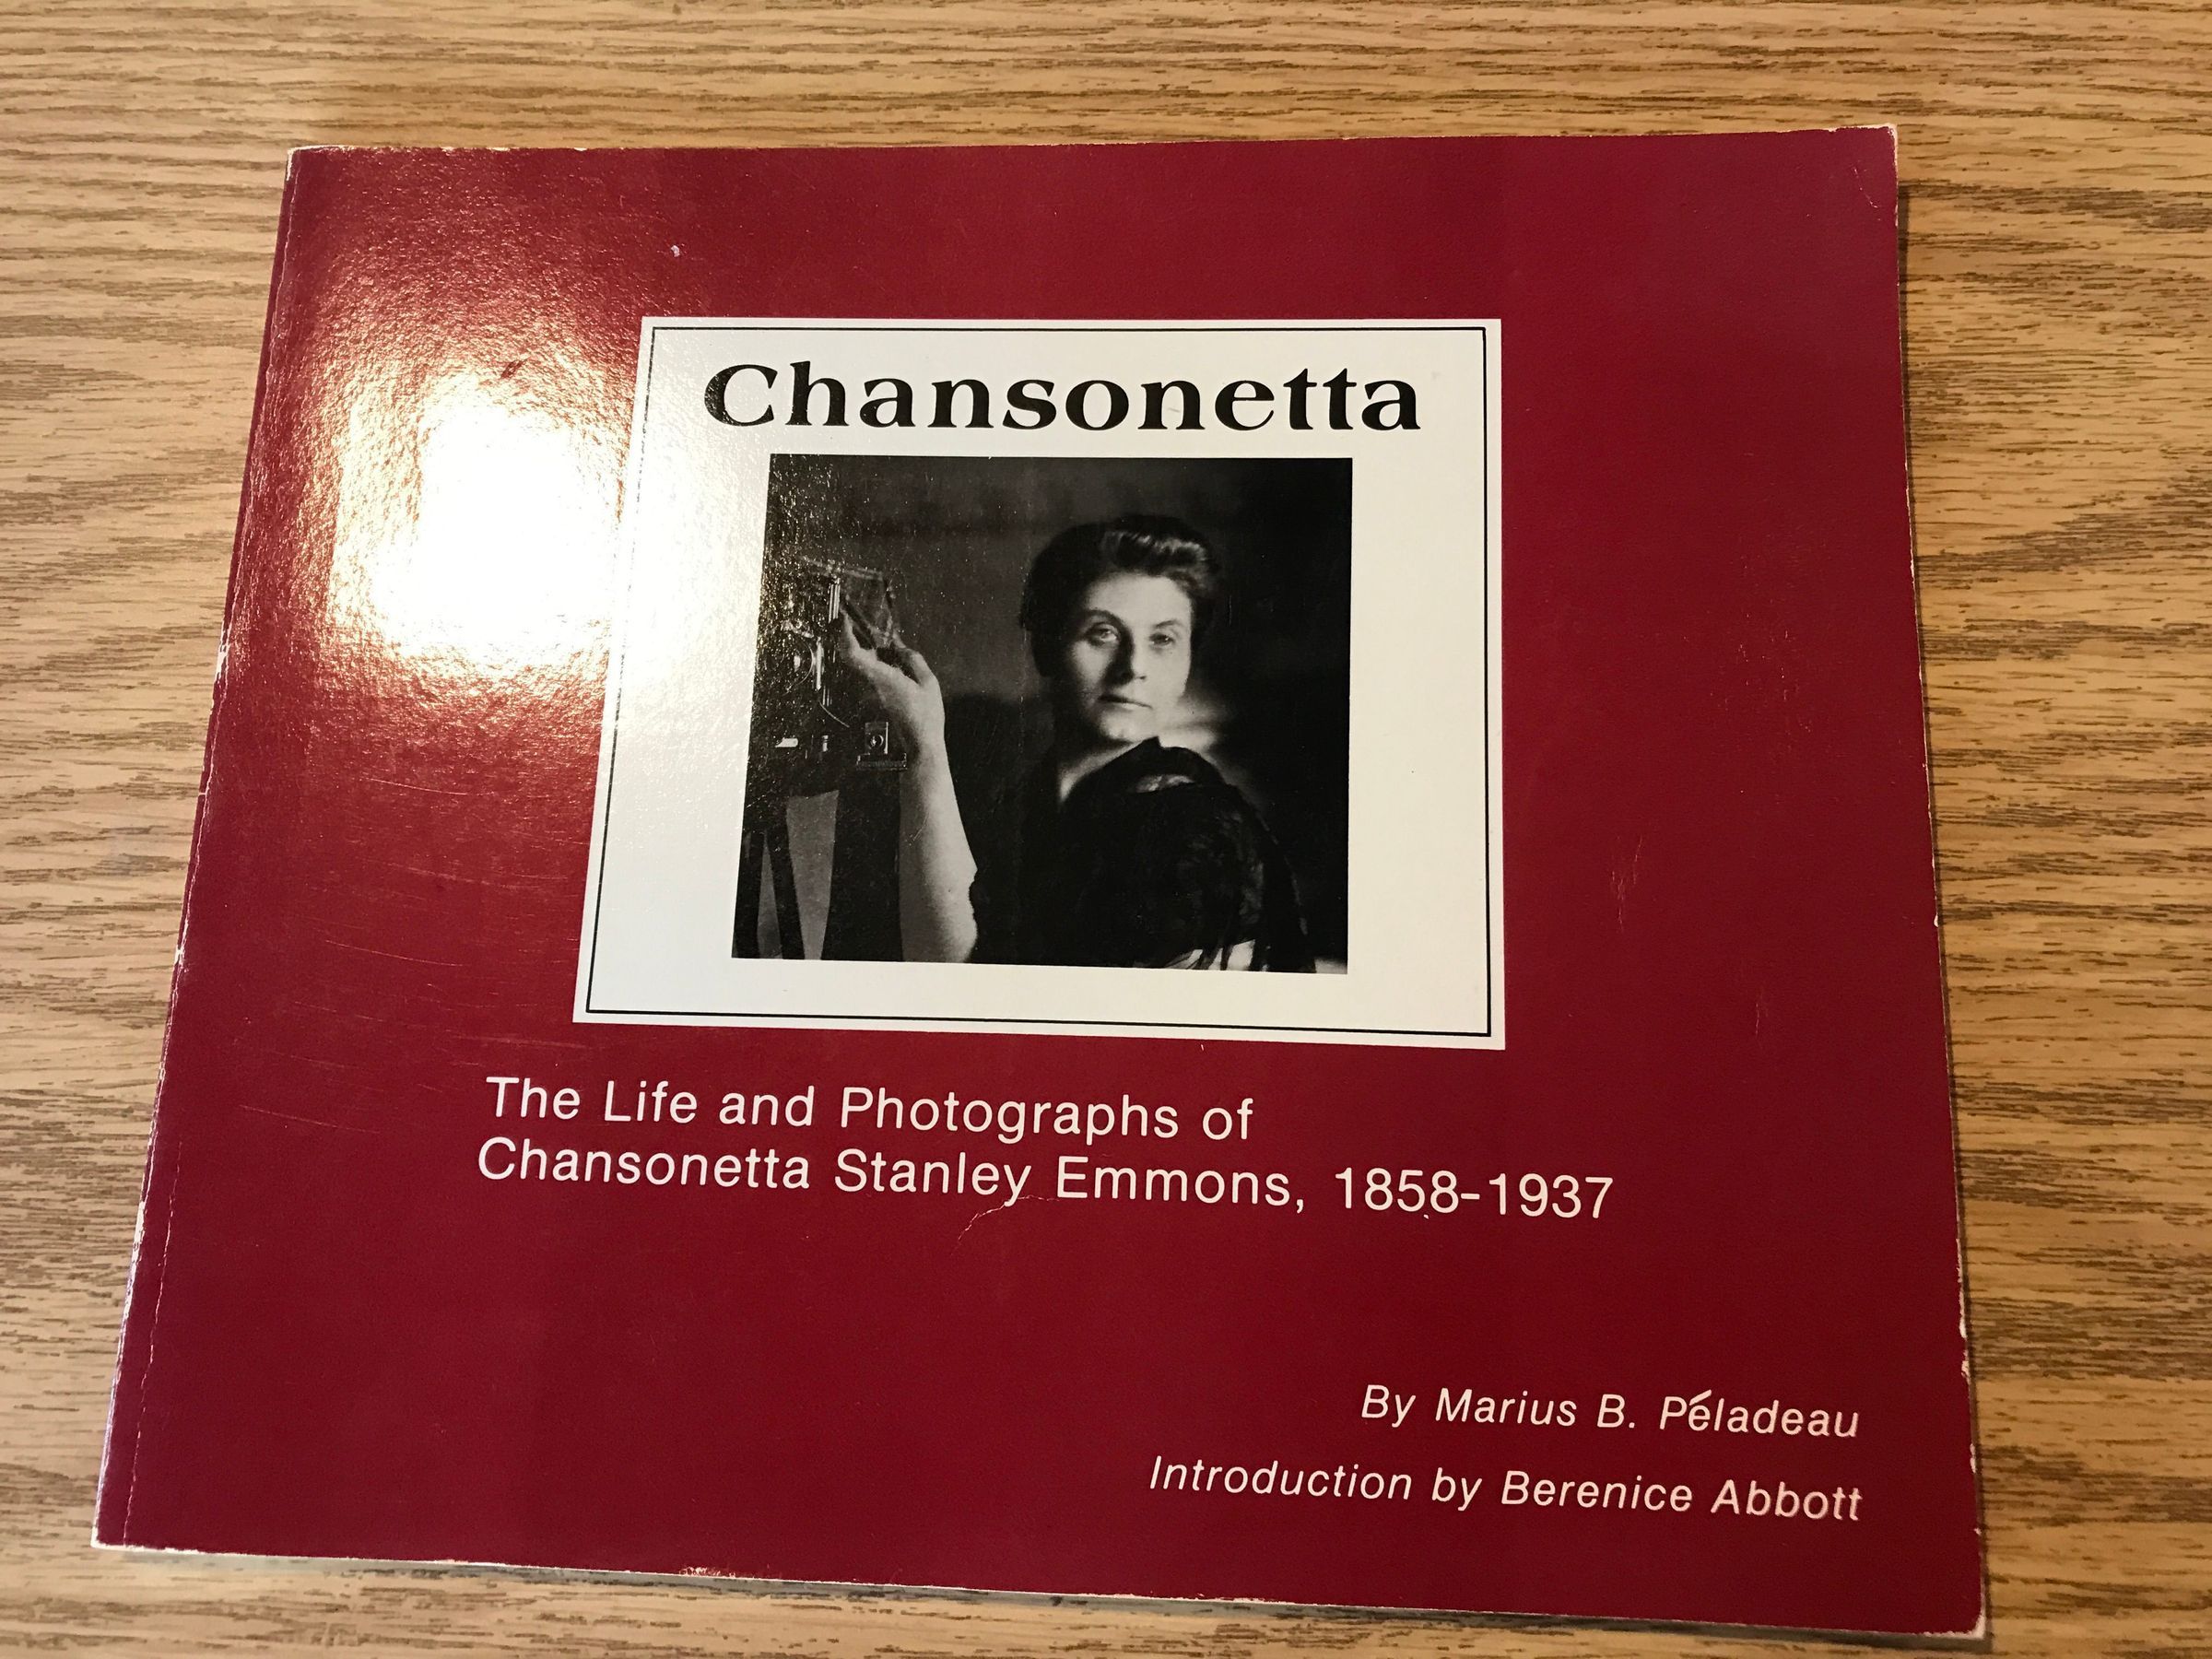 Chansonetta
The Life and Photographs of
Chansonetta Stanley Emmons, 1858-1937
By Marius B. Péladeau
Introduction by Berenice Abbott